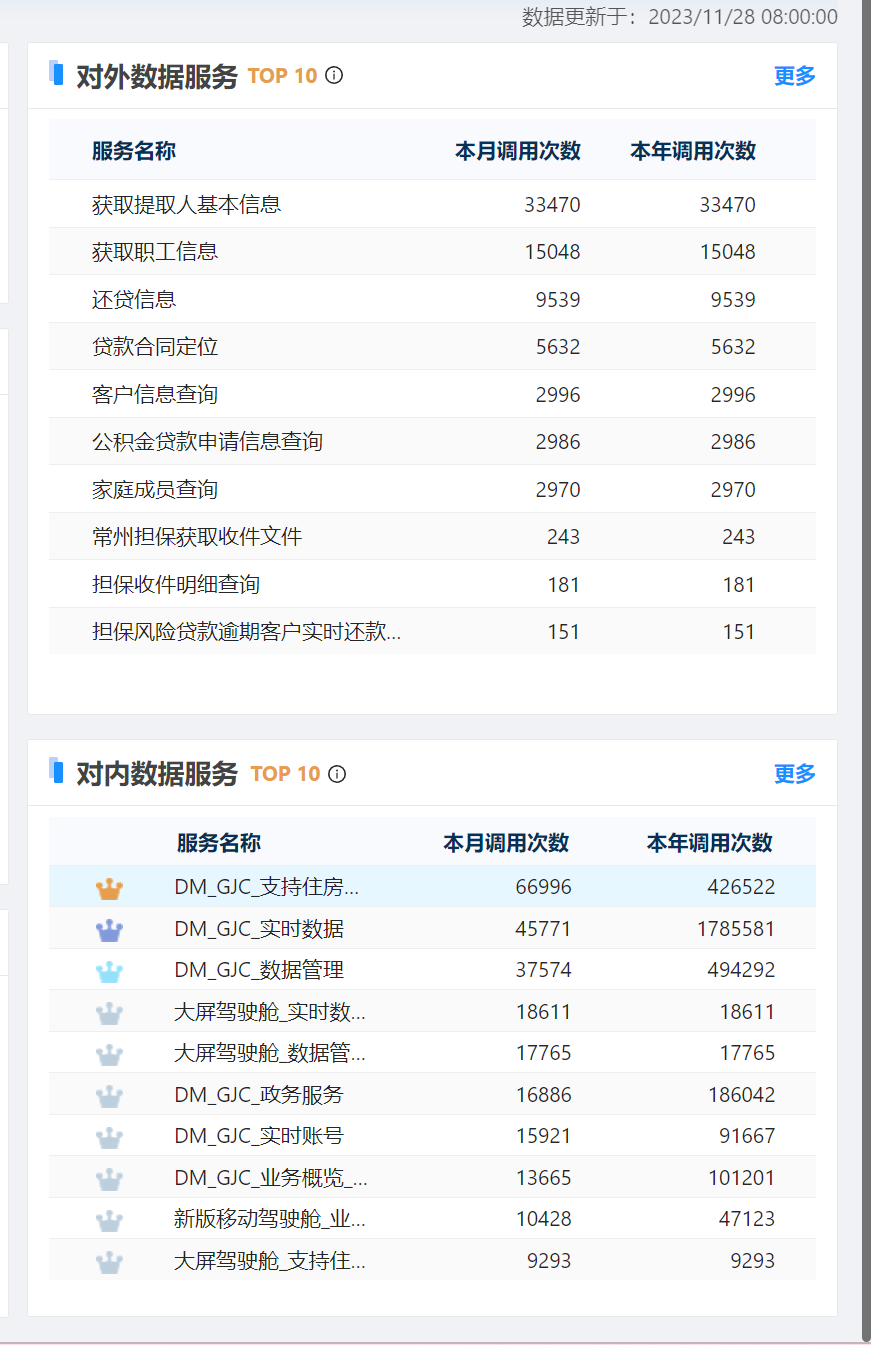 数据更新于：2023/11/28 08:00:00
对外数据服务 TOP 10 更多
服务名称 本月调用次数 本年调用次数
获取提取人基本信息 33470 33470
获取职工信息 15048 15048
还贷信息 9539 9539
贷款合同定位 5632 5632
客户信息查询 2996 2996
公积金贷款申请信息查询 2986 2986
家庭成员查询 2970 2970
常州担保获取收件文件 243 243
担保收件明细查询 181 181
担保风险贷款逾期客户实时还款... 151 151
对内数据服务 TOP 10 更多
服务名称 本月调用次数 本年调用次数
DM_GJC_支持住房... 66996 426522
DM_GJC_实时数据 45771 1785581
DM_GJC_数据管理 37574 494292
大屏驾驶舱_实时数... 18611 18611
大屏驾驶舱_数据管... 17765 17765
DM_GJC_政务服务 16886 186042
DM_GJC_实时账号 15921 91667
DM_GJC_业务概览_... 13665 101201
新版移动驾驶舱_业... 10428 47123
大屏驾驶舱_支持住... 9293 9293